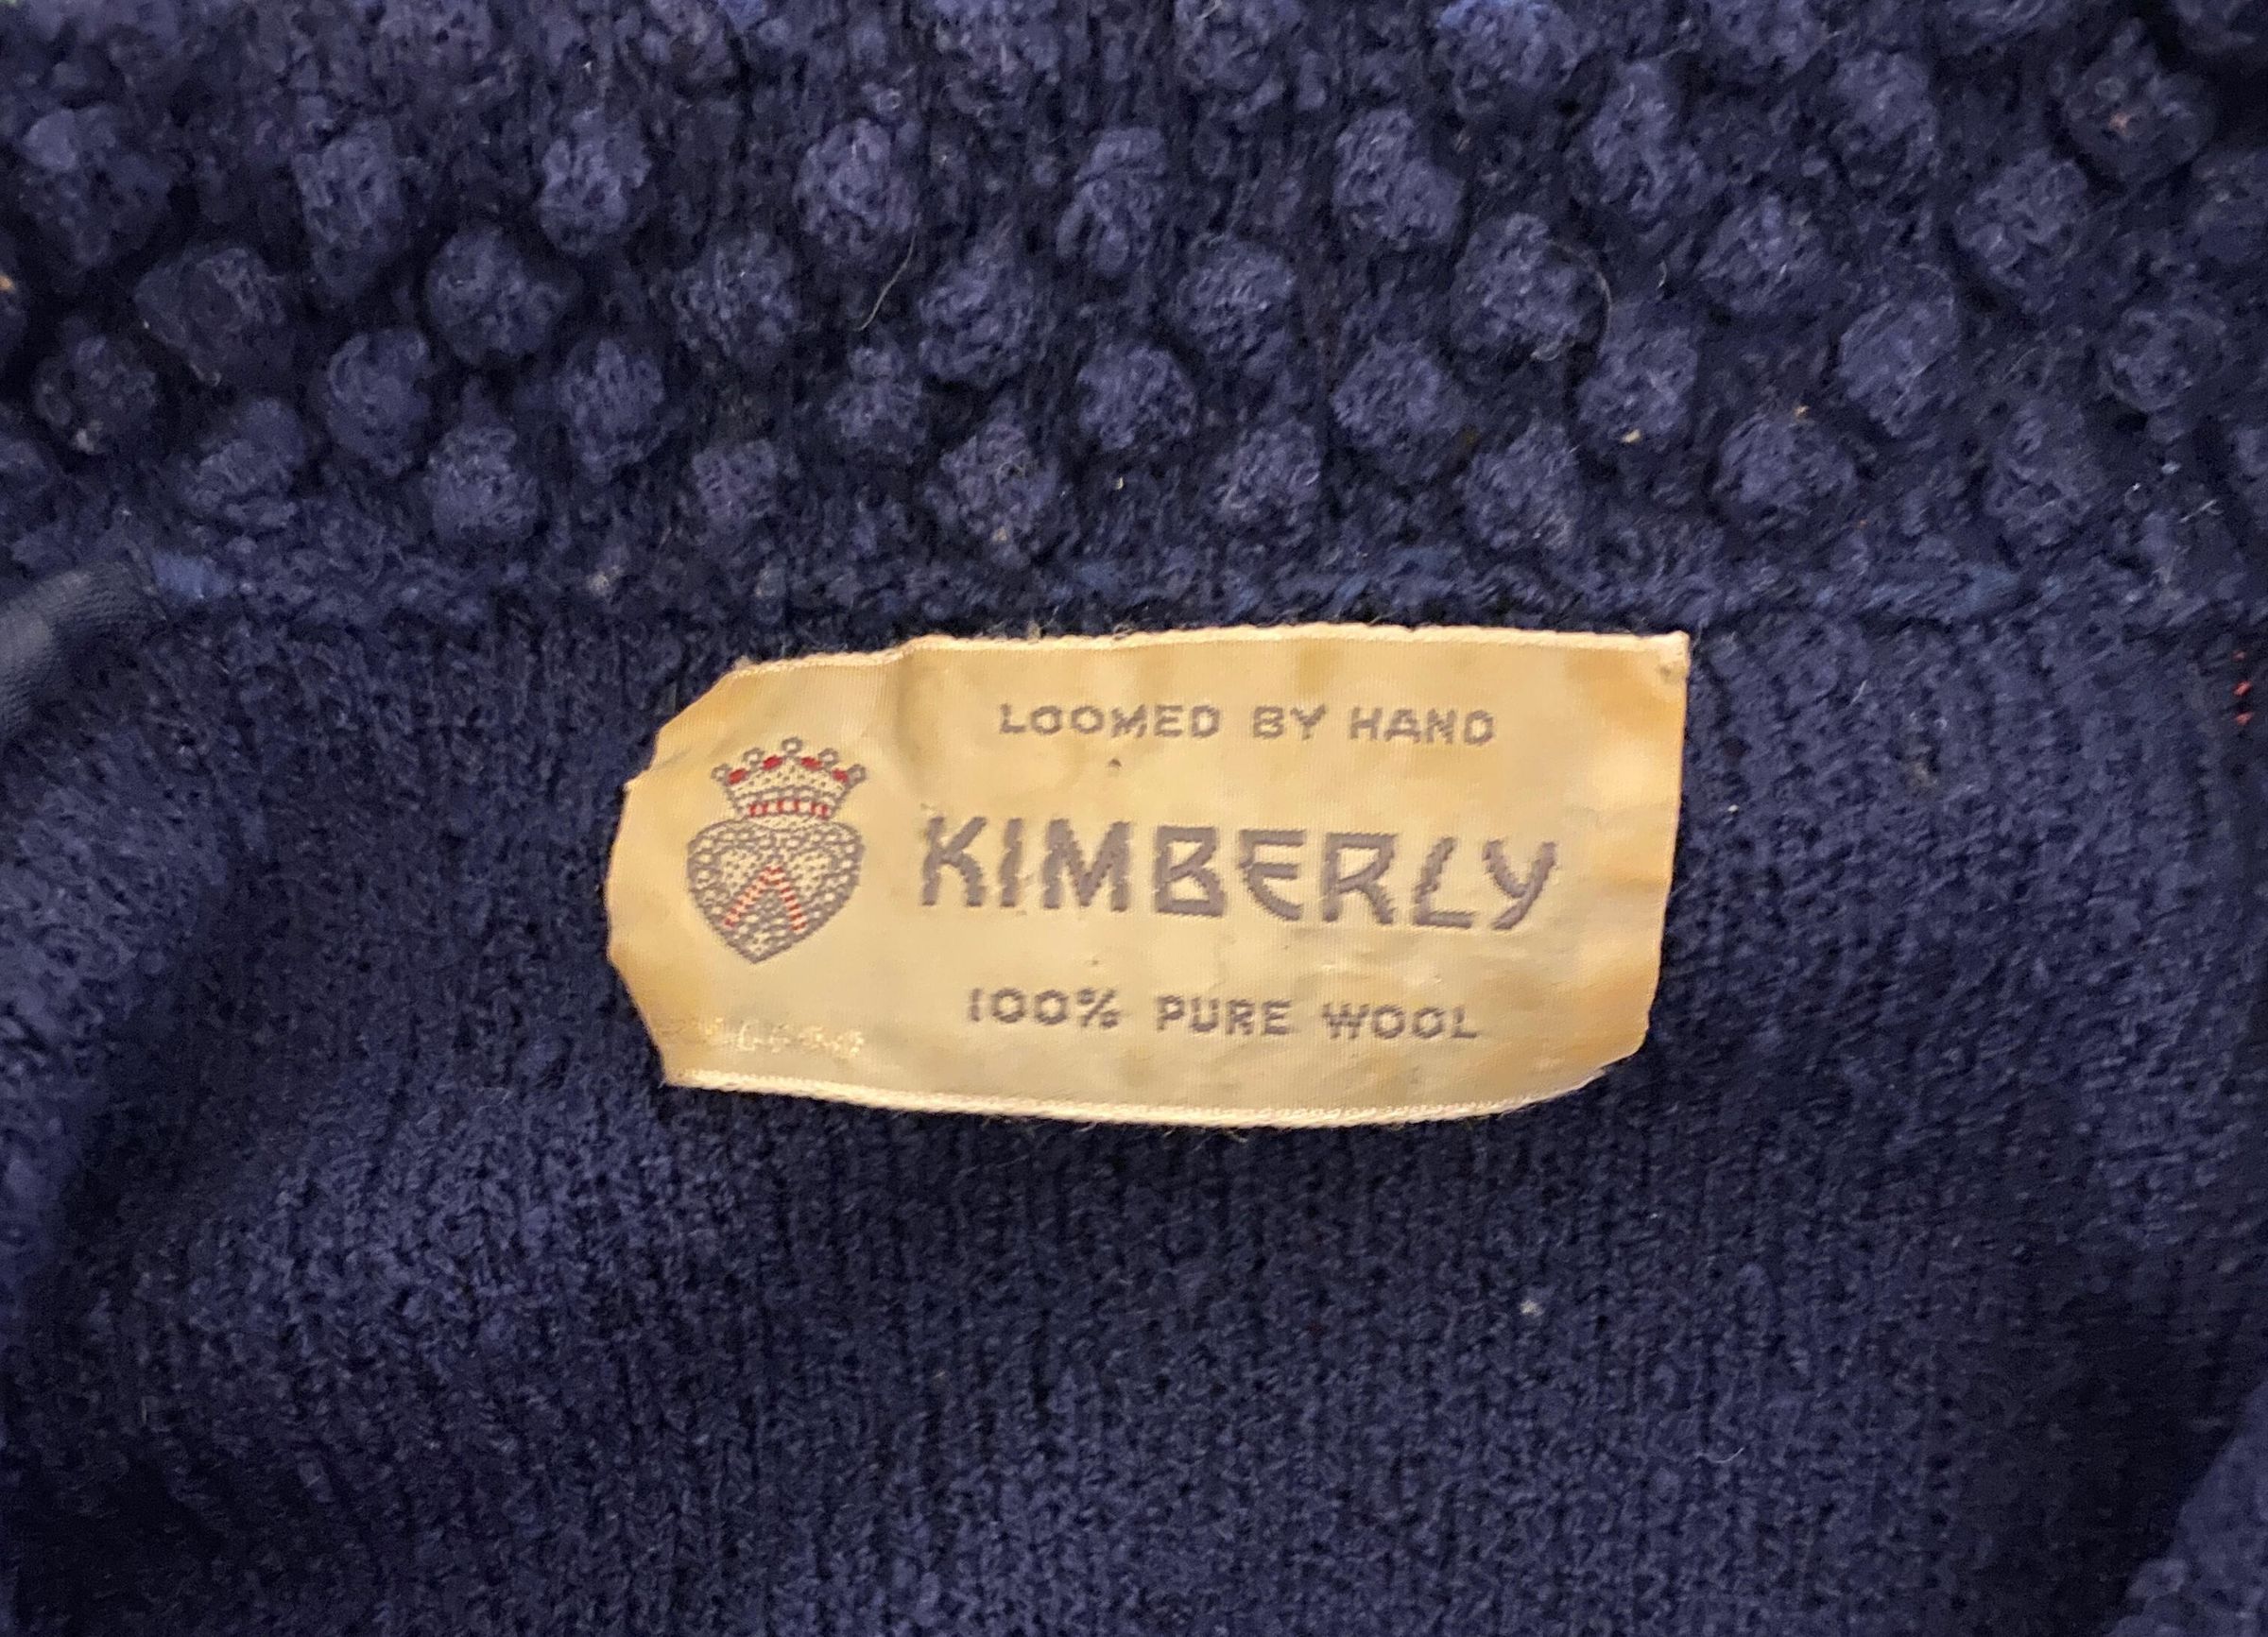 LOOMED BY HAND
KIMBERLY
100% PURE WOOL